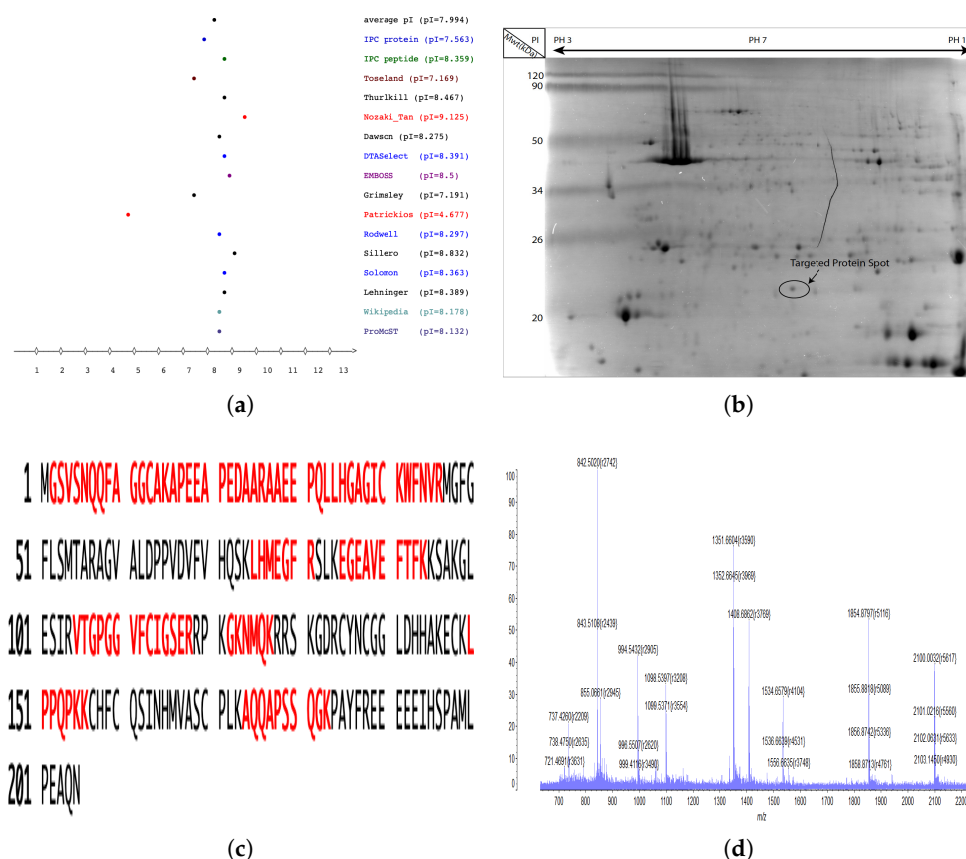 average pI (pI=7.994)
IPC protein (pI=7.563)
IPC peptide (pI=8.359)
Toseland (pI=7.169)
Thurlkill (pI=8.467)
Nozaki_Tan (pI=9.125)
Dawson (pI=8.275)
DTASelect (pI=8.391)
EMBOSS (pI=8.5)
Grimsley (pI=7.191)
Patrickios (pI=4.677)
Rodwell (pI=8.297)
Sillero (pI=8.832)
Solomon (pI=8.363)
Lehninger (pI=8.389)
Wikipedia (pI=8.178)
ProMcST (pI=8.132)
1 2 3 4 5 6 7 8 9 10 11 12 13
(a)
Mwt(kDa) PI PH 3 PH 7 PH 1
120
90
50
34
26
Targeted Protein Spot
20
(b)
1 MGSVSNQQFA GGCAKAPEEA PEDAARAAEE PQLLHGAGIC KWFNVRMGFG
51 FLSMTARAGV ALDPPVDVFV HQSKLHMEGF RSLKEGEAVE FTFKKSAKGL
101 ESIRVTGPGG VFCIGSERRP KGKNMQKRRS KGDRCYNCGG LDHHAKECKL
151 PPQPKKCHFC QSINHMVASC PLKAQQAPSS QGKPAYFREE EEEIHSPAML
201 PEAQN
(c)
100
90
80
70
60
50
40
30
20
10
0
842.5020(r2742)
1351.6604(r3590)
1352.6645(r3969)
1408.6862(r3769)
843.5108(r2439)
1854.8797(r5116)
994.5432(r2905)
2100.0032(r5617)
1098.5397(r3208)
855.0661(r2945)
1534.6579(r4104)
1855.8818(r5089)
1099.5371(r3554)
737.4260(r2209)
2101.0216(r5560)
738.4750(r2635)
996.5507(r2620)
1536.6639(r4531)
1856.8742(r5336)
2102.0631(r5633)
721.4691(r3631)
999.4116(r3490)
1556.6635(r3748)
1858.8713(r4761)
2103.1450(r4930)
700 800 900 1000 1100 1200 1300 1400 1500 1600 1700 1800 1900 2000 2100 2200
m/z
(d)